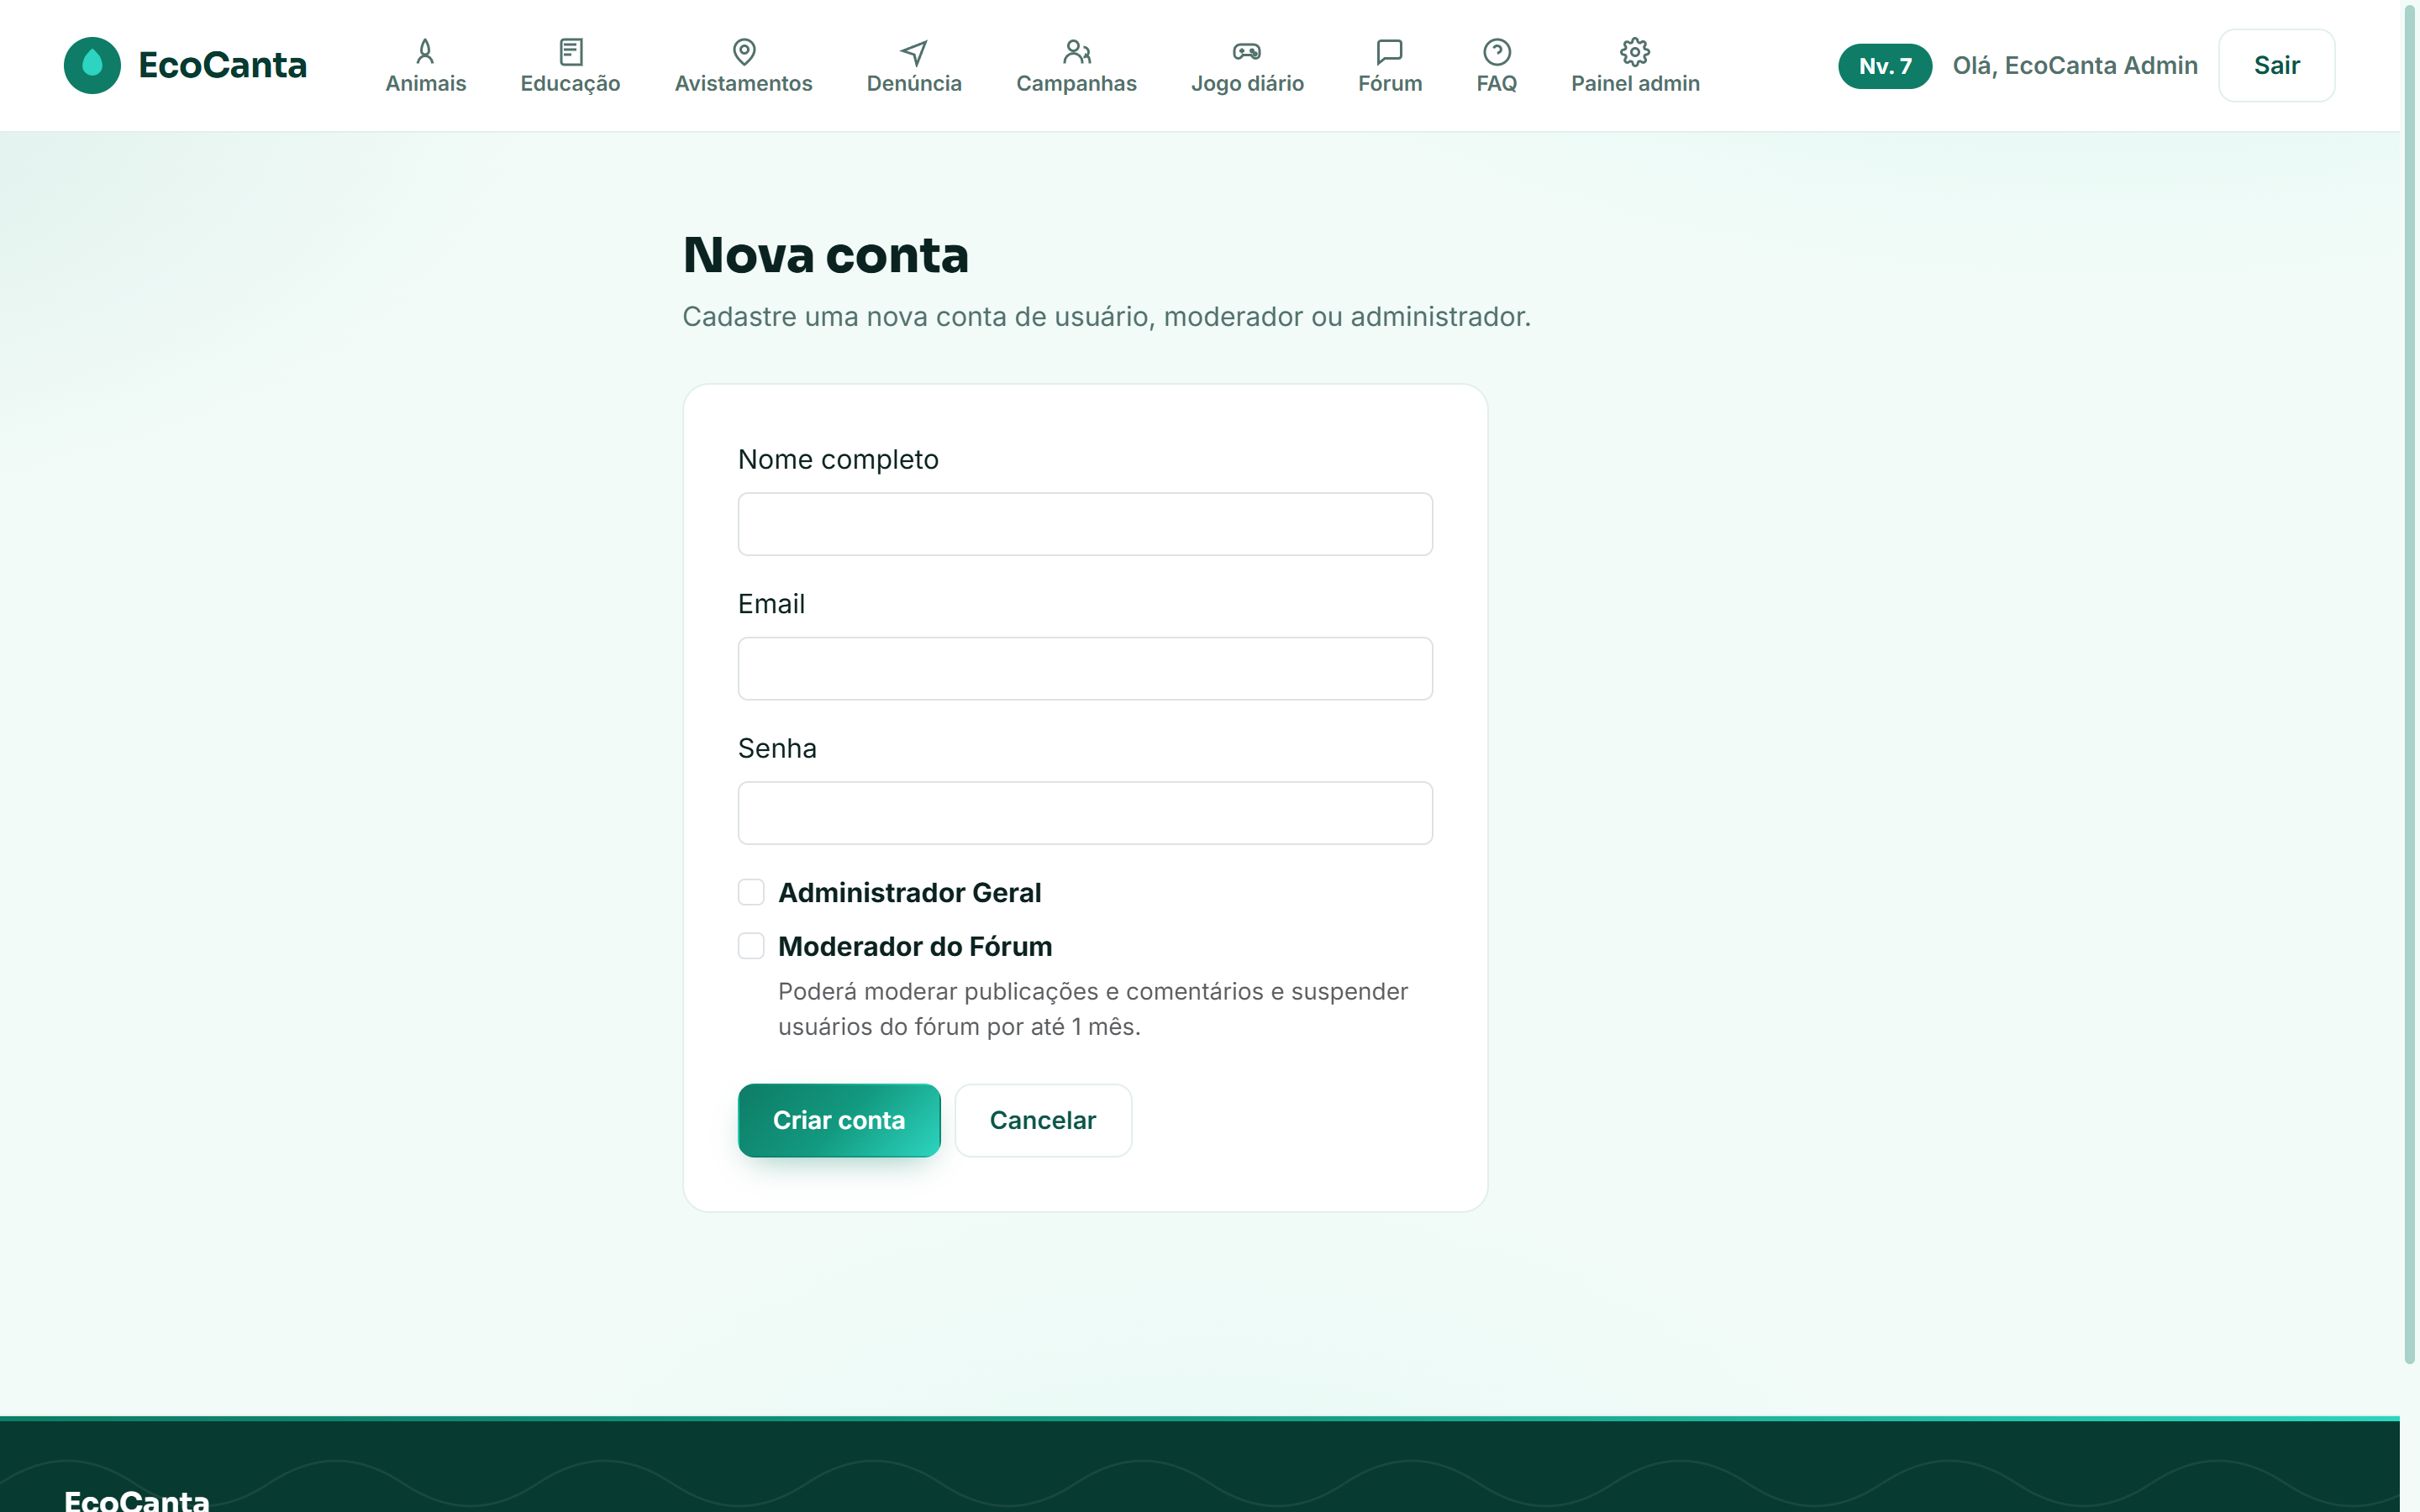 EcoCanta
Animais
Educação
Avistamentos
Denúncia
Campanhas
Jogo diário
Fórum
FAQ
Painel admin
Nv. 7
Olá, EcoCanta Admin
Sair
Nova conta
Cadastre uma nova conta de usuário, moderador ou administrador.
Nome completo
Email
Senha
Administrador Geral
Moderador do Fórum
Poderá moderar publicações e comentários e suspender
usuários do fórum por até 1 mês.
Criar conta
Cancelar
EcoCanta